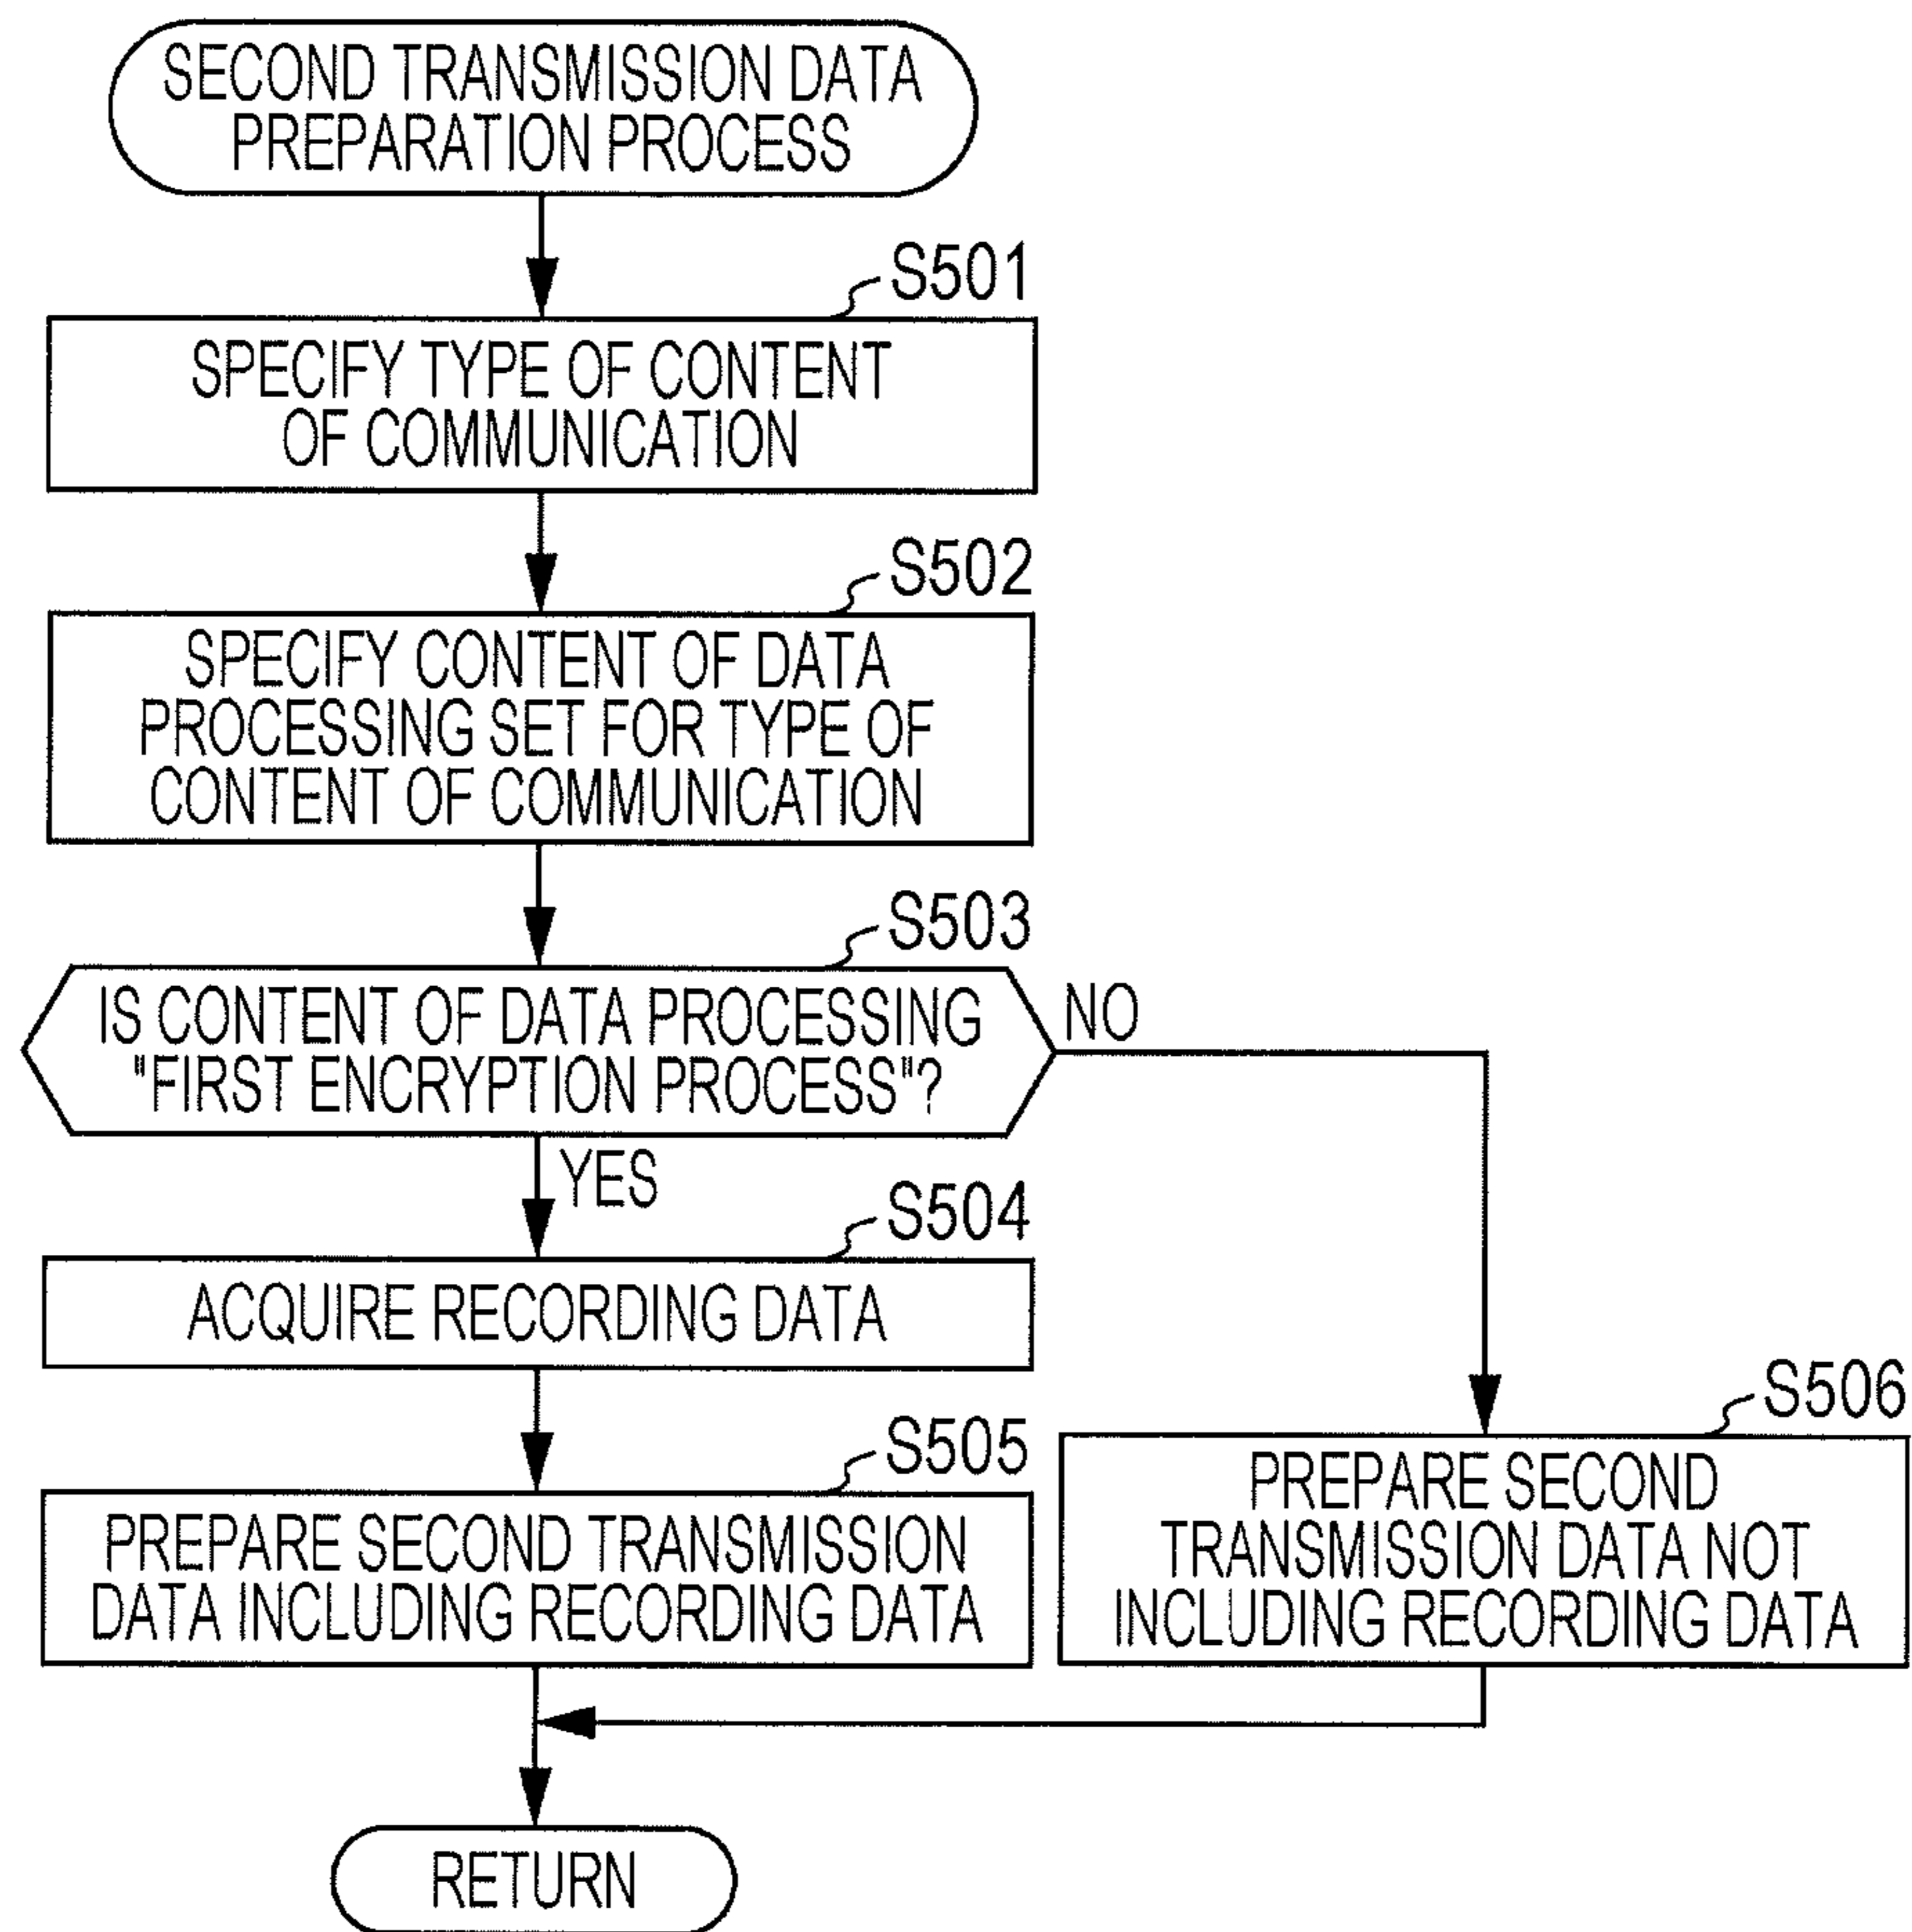 SECOND TRANSMISSION DATA
PREPARATION PROCESS
S501
SPECIFY TYPE OF CONTENT
OF COMMUNICATION
S502
SPECIFY CONTENT OF DATA
PROCESSING SET FOR TYPE OF
CONTENT OF COMMUNICATION
S503
IS CONTENT OF DATA PROCESSING
"FIRST ENCRYPTION PROCESS"?
NO
YES
S504
ACQUIRE RECORDING DATA
S505
PREPARE SECOND TRANSMISSION
DATA INCLUDING RECORDING DATA
S506
PREPARE SECOND
TRANSMISSION DATA NOT
INCLUDING RECORDING DATA
RETURN